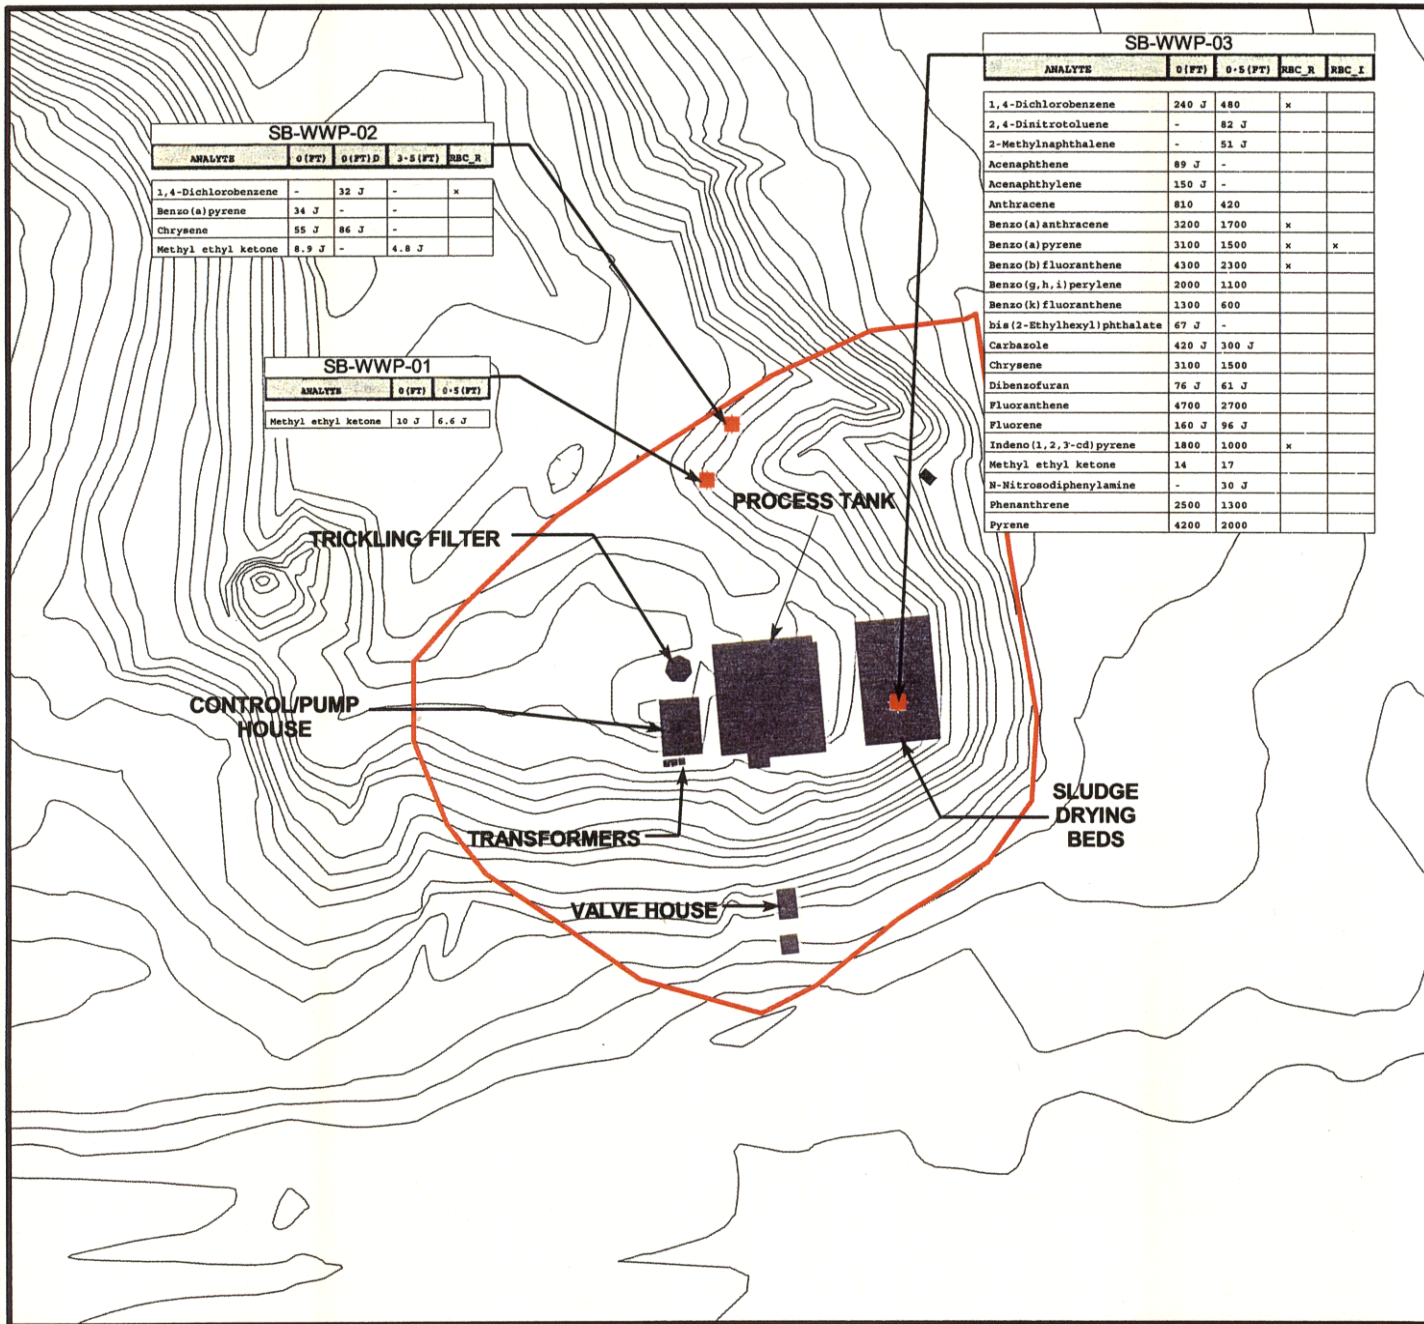 SB-WWP-03
ANALYTE 0(FT) 0-5(FT) RBC_R RBC_I
1,4-Dichlorobenzene 240 J 480 x
2,4-Dinitrotoluene - 82 J
2-Methylnaphthalene - 51 J
Acenaphthene 89 J -
Acenaphthylene 150 J -
Anthracene 810 420
Benzo(a)anthracene 3200 1700 x
Benzo(a)pyrene 3100 1500 x x
Benzo(b)fluoranthene 4300 2300 x
Benzo(g,h,i)perylene 2000 1100
Benzo(k)fluoranthene 1300 600
bis(2-Ethylhexyl)phthalate 67 J -
Carbazole 420 J 300 J
Chrysene 3100 1500
Dibenzofuran 76 J 61 J
Fluoranthene 4700 2700
Fluorene 160 J 96 J
Indeno(1,2,3-cd)pyrene 1800 1000 x
Methyl ethyl ketone 14 17
N-Nitrosodiphenylamine - 30 J
Phenanthrene 2500 1300
Pyrene 4200 2000
SB-WWP-02
ANALYTE 0(FT) 0(FT)D 3-5(FT) RBC_R
1,4-Dichlorobenzene - 32 J - x
Benzo(a)pyrene 34 J - -
Chrysene 55 J 86 J -
Methyl ethyl ketone 8.9 J - 4.8 J
SB-WWP-01
ANALYTE 0(FT) 0-5(FT)
Methyl ethyl ketone 10 J 6.6 J
PROCESS TANK
TRICKLING FILTER
CONTROL/PUMP
HOUSE
TRANSFORMERS
SLUDGE
DRYING
BEDS
VALVE HOUSE